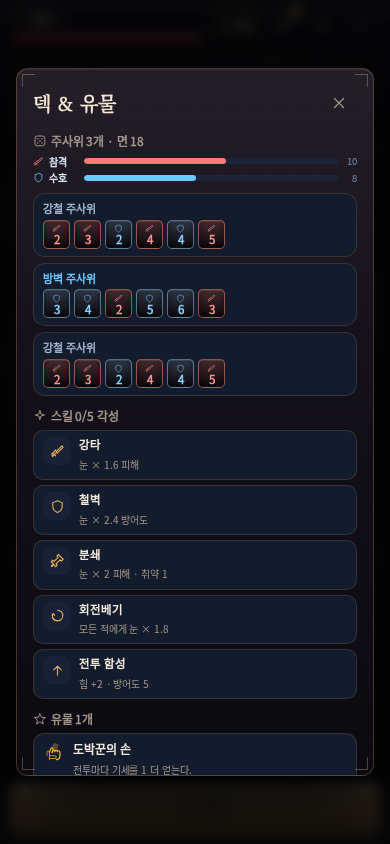 덱 & 유물
주사위 3개 · 면 18
참격 10
수호 8
강철 주사위
2 3 2 4 4 5
방벽 주사위
3 4 2 5 6 3
강철 주사위
2 3 2 4 4 5
스킬 0/5 각성
강타
눈 × 1.6 피해
철벽
눈 × 2.4 방어도
분쇄
눈 × 2 피해 · 취약 1
회전베기
모든 적에게 눈 × 1.8
전투 함성
힘 +2 · 방어도 5
유물 1개
도박꾼의 손
전투마다 기세를 1 더 얻는다.